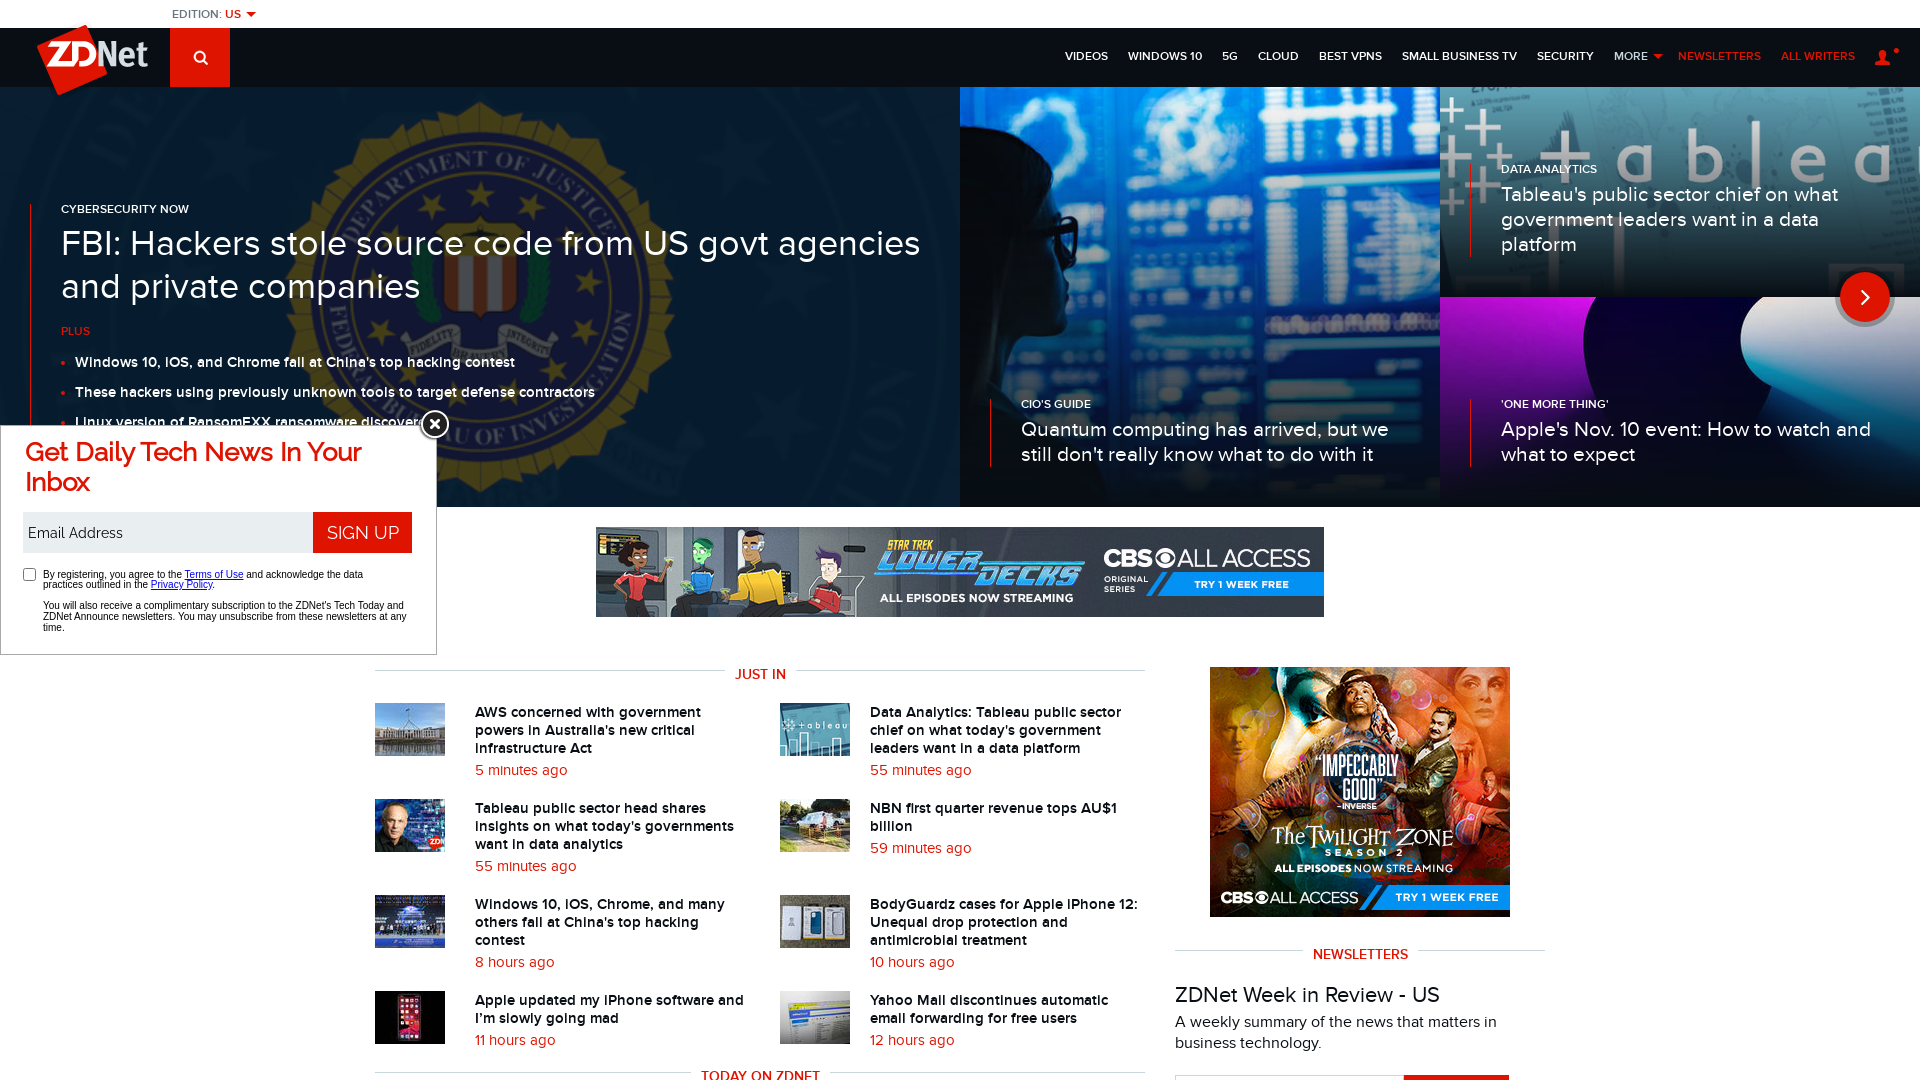 EDITION: US
ZDNet
VIDEOS WINDOWS 10 5G CLOUD BEST VPNS SMALL BUSINESS TV SECURITY MORE NEWSLETTERS ALL WRITERS
CYBERSECURITY NOW
FBI: Hackers stole source code from US govt agencies
and private companies
PLUS
Windows 10, iOS, and Chrome fall at China's top hacking contest
These hackers using previously unknown tools to target defense contractors
Linux version of RansomEXX ransomware
DEPARTMENT OF JUSTICE
FEDERAL BUREAU OF INVESTIGATION
FIDELITY BRAVERY INTEGRITY
CIO'S GUIDE
Quantum computing has arrived, but we
still don't really know what to do with it
DATA ANALYTICS
Tableau's public sector chief on what
government leaders want in a data
platform
'ONE MORE THING'
Apple's Nov. 10 event: How to watch and
what to expect
Get Daily Tech News In Your
Inbox
Email Address
SIGN UP
By registering, you agree to the Terms of Use and acknowledge the data
practices outlined in the Privacy Policy.
You will also receive a complimentary subscription to the ZDNet's Tech Today and
ZDNet Announce newsletters. You may unsubscribe from these newsletters at any
time.
STAR TREK
LOWER DECKS
ALL EPISODES NOW STREAMING
CBS ALL ACCESS
ORIGINAL
SERIES
TRY 1 WEEK FREE
JUST IN
AWS concerned with government
powers in Australia's new critical
infrastructure Act
5 minutes ago
Data Analytics: Tableau public sector
chief on what today's government
leaders want in a data platform
55 minutes ago
Tableau public sector head shares
insights on what today's governments
want in data analytics
55 minutes ago
NBN first quarter revenue tops AU$1
billion
59 minutes ago
Windows 10, iOS, Chrome, and many
others fall at China's top hacking
contest
8 hours ago
BodyGuardz cases for Apple iPhone 12:
Unequal drop protection and
antimicrobial treatment
10 hours ago
Apple updated my iPhone software and
I'm slowly going mad
11 hours ago
Yahoo Mail discontinues automatic
email forwarding for free users
12 hours ago
TODAY ON ZDNET
"IMPECCABLY
GOOD"
-INVERSE
The TWILIGHT ZONE
SEASON 2
ALL EPISODES NOW STREAMING
CBS ALL ACCESS
TRY 1 WEEK FREE
NEWSLETTERS
ZDNet Week in Review - US
A weekly summary of the news that matters in
business technology.